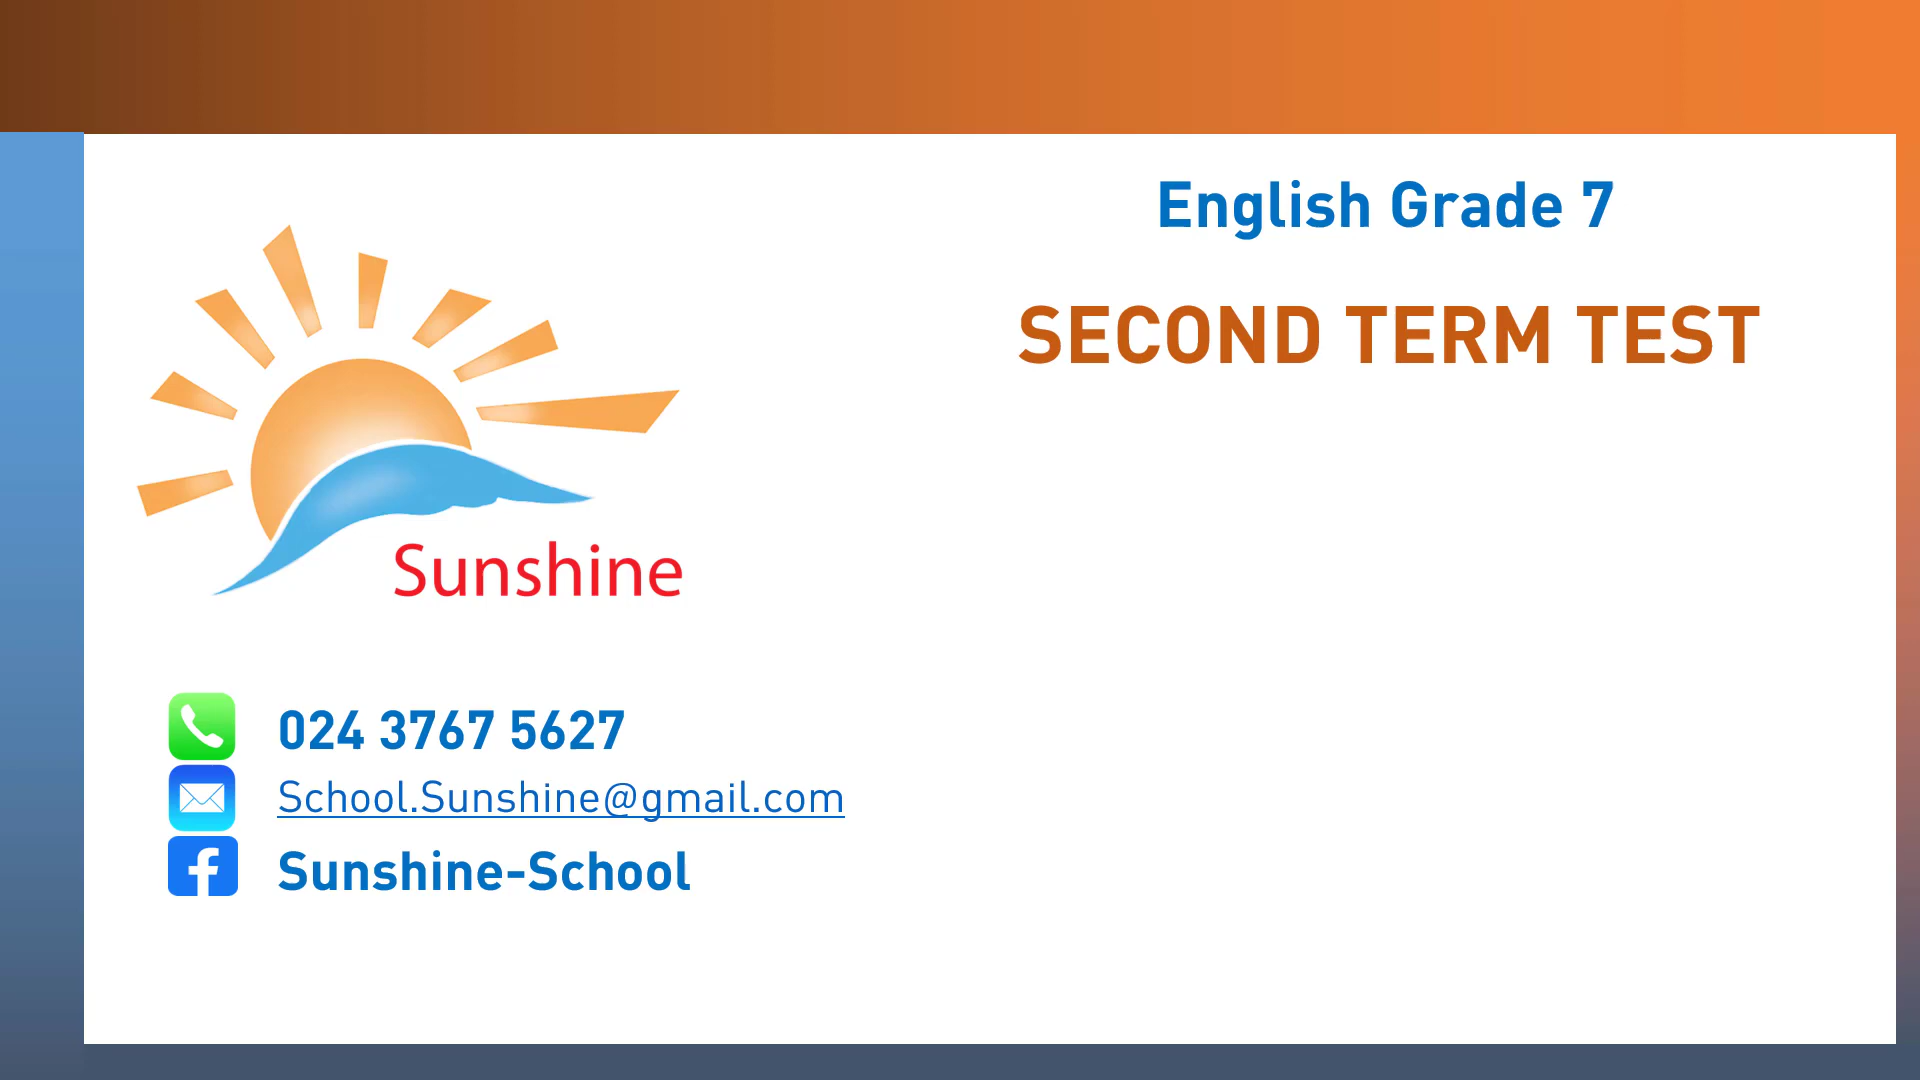 English Grade 7
SECOND TERM TEST
Sunshine
024 3767 5627
School.Sunshine@gmail.com
Sunshine-School